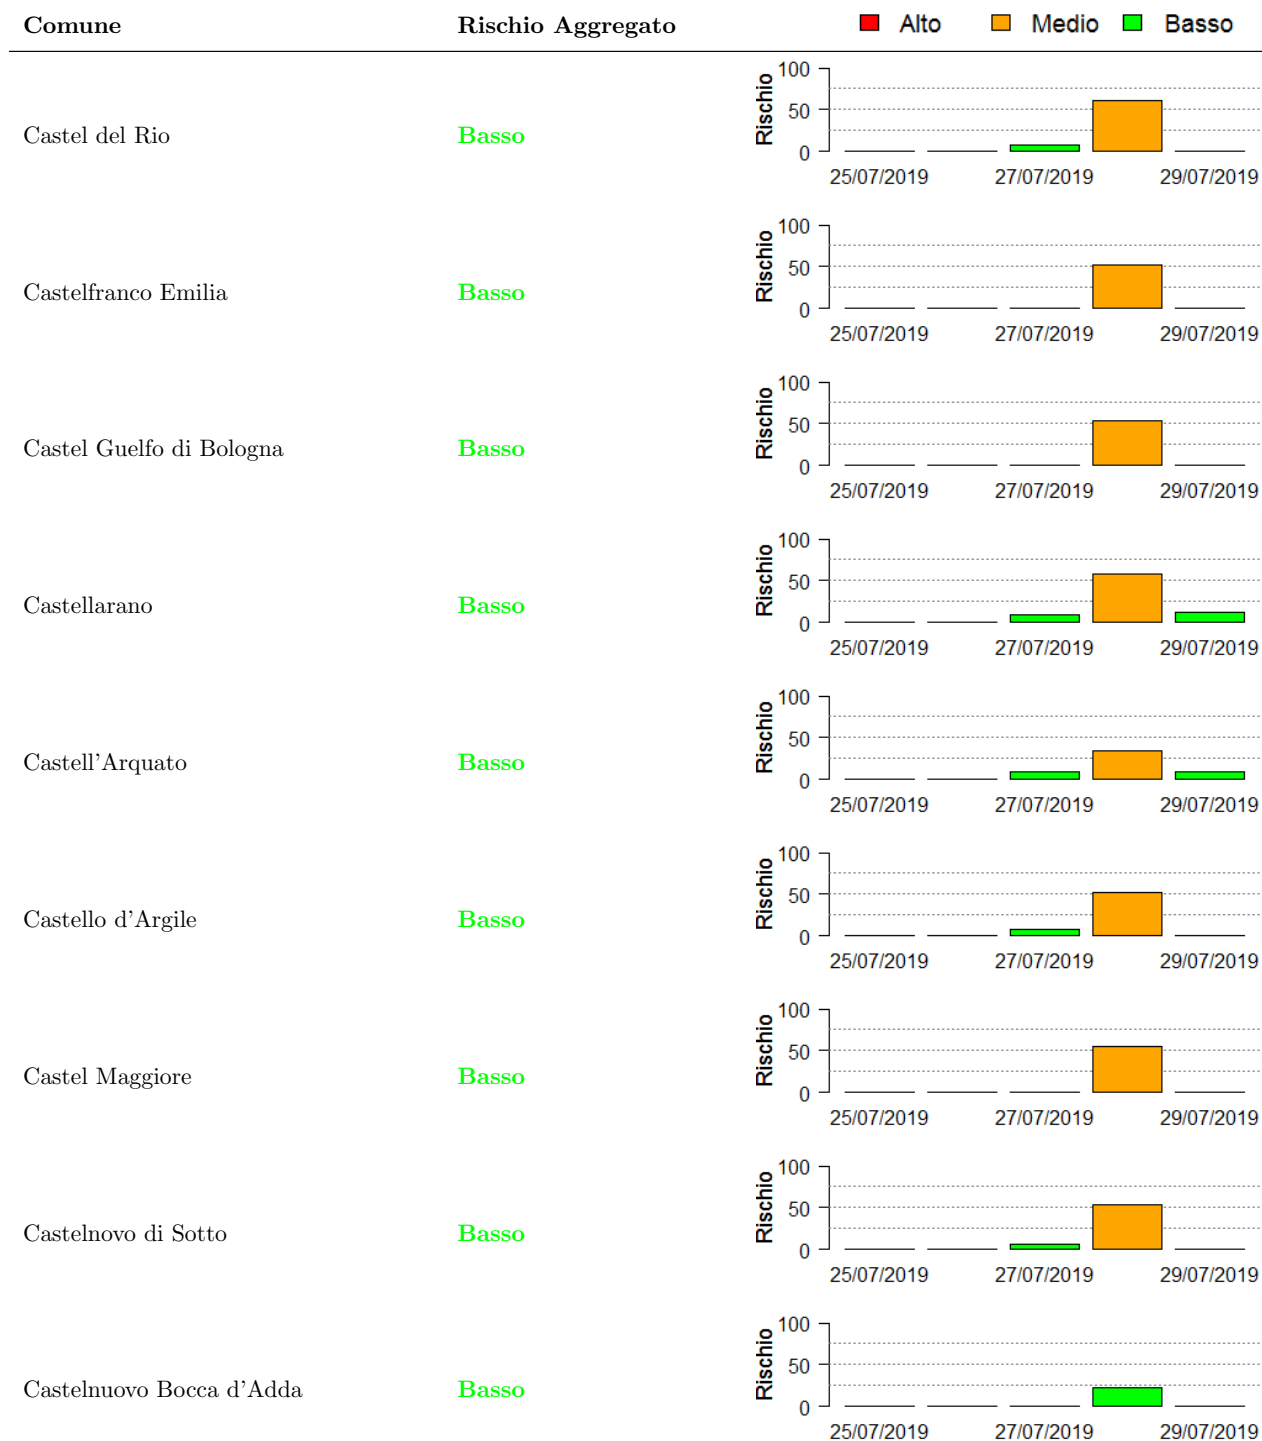 Comune Rischio Aggregato Alto Medio Basso
100
50
0
Rischio
Castel del Rio Basso
25/07/2019 27/07/2019 29/07/2019
100
50
0
Rischio
Castelfranco Emilia Basso
25/07/2019 27/07/2019 29/07/2019
100
50
0
Rischio
Castel Guelfo di Bologna Basso
25/07/2019 27/07/2019 29/07/2019
100
50
0
Rischio
Castellarano Basso
25/07/2019 27/07/2019 29/07/2019
100
50
0
Rischio
Castell'Arquato Basso
25/07/2019 27/07/2019 29/07/2019
100
50
0
Rischio
Castello d'Argile Basso
25/07/2019 27/07/2019 29/07/2019
100
50
0
Rischio
Castel Maggiore Basso
25/07/2019 27/07/2019 29/07/2019
100
50
0
Rischio
Castelnovo di Sotto Basso
25/07/2019 27/07/2019 29/07/2019
100
50
0
Rischio
Castelnuovo Bocca d'Adda Basso
25/07/2019 27/07/2019 29/07/2019